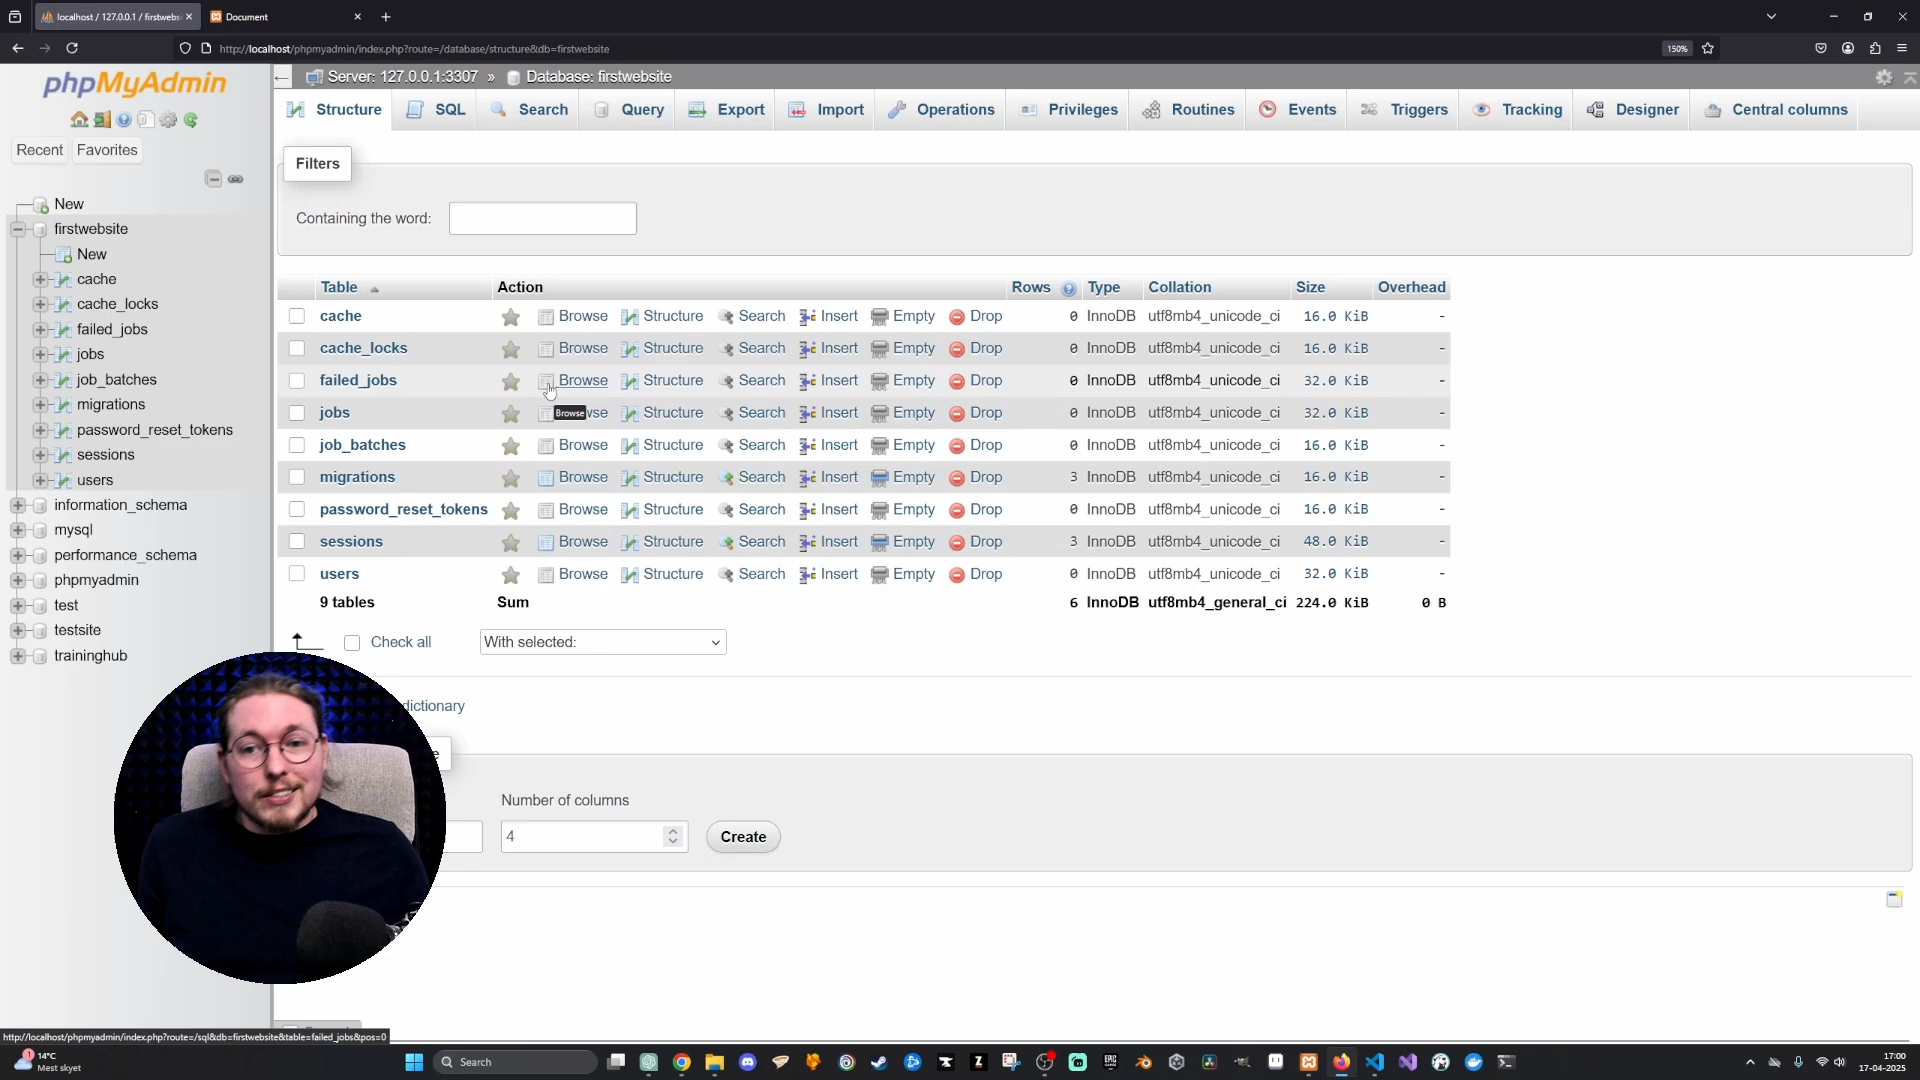 localhost / 127.0.0.1 / firstwebsi
Document
http://localhost/phpmyadmin/index.php?route=/database/structure&db=firstwebsite
150%
phpMyAdmin
Recent
Favorites
New
firstwebsite
New
cache
cache_locks
failed_jobs
jobs
job_batches
migrations
password_reset_tokens
sessions
users
information_schema
mysql
performance_schema
phpmyadmin
test
testsite
traininghub
Server: 127.0.0.1:3307 » Database: firstwebsite
Structure SQL Search Query Export Import Operations Privileges Routines Events Triggers Tracking Designer Central columns
Filters
Containing the word:
Table Action Rows Type Collation Size Overhead
cache Browse Structure Search Insert Empty Drop 0 InnoDB utf8mb4_unicode_ci 16.0 KiB -
cache_locks Browse Structure Search Insert Empty Drop 0 InnoDB utf8mb4_unicode_ci 16.0 KiB -
failed_jobs Browse Structure Search Insert Empty Drop 0 InnoDB utf8mb4_unicode_ci 32.0 KiB -
jobs Browse wse Structure Search Insert Empty Drop 0 InnoDB utf8mb4_unicode_ci 32.0 KiB -
job_batches Browse Structure Search Insert Empty Drop 0 InnoDB utf8mb4_unicode_ci 16.0 KiB -
migrations Browse Structure Search Insert Empty Drop 3 InnoDB utf8mb4_unicode_ci 16.0 KiB -
password_reset_tokens Browse Structure Search Insert Empty Drop 0 InnoDB utf8mb4_unicode_ci 16.0 KiB -
sessions Browse Structure Search Insert Empty Drop 3 InnoDB utf8mb4_unicode_ci 48.0 KiB -
users Browse Structure Search Insert Empty Drop 0 InnoDB utf8mb4_unicode_ci 32.0 KiB -
9 tables Sum 6 InnoDB utf8mb4_general_ci 224.0 KiB 0 B
Check all With selected:
dictionary
e
Number of columns
4
Create
http://localhost/phpmyadmin/index.php?route=/sql&db=firstwebsite&table=failed_jobs&pos=0
1
14°C
Mest skyet
Search
17:00
17-04-2025